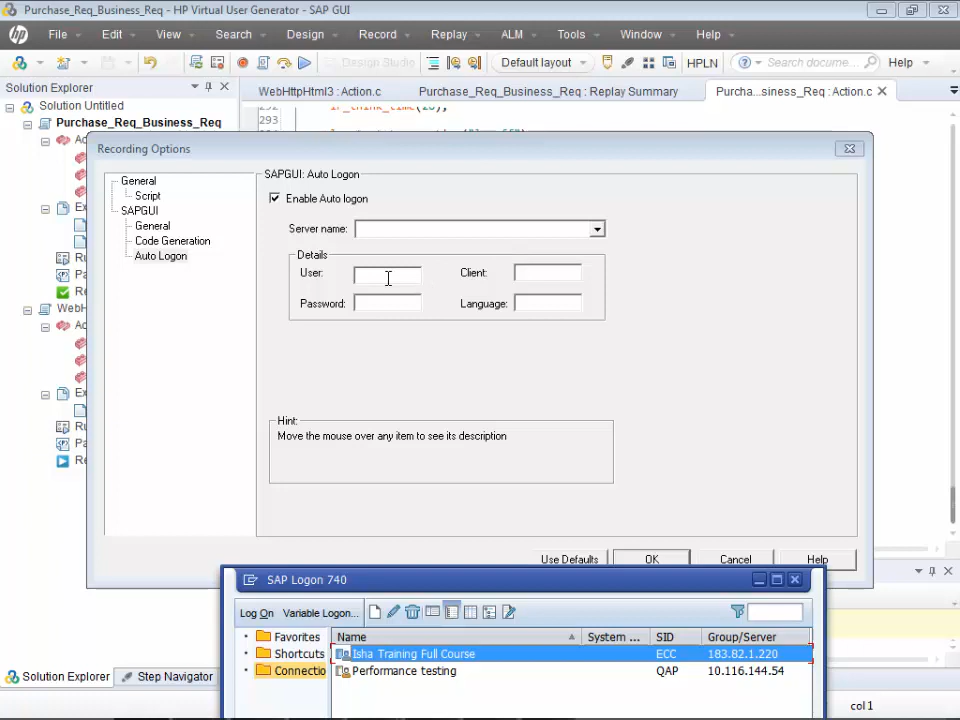 Purchase_Req_Business_Req - HP Virtual User Generator - SAP GUI
hp File Edit View Search Design Record Replay ALM Tools Window Help
Design Studio Default layout HPLN Search docume... Help
Solution Explorer
WebHttpHtml3 : Action.c Purchase_Req_Business_Req : Replay Summary Purcha...siness_Req : Action.c
Solution Untitled
Purchase_Req_Business_Req
293
Recording Options
General
Script
SAPGUI
General
Code Generation
Auto Logon
SAPGUI: Auto Logon
Enable Auto logon
Server name:
Details
User: Client:
Password: Language:
Hint:
Move the mouse over any item to see its description
Use Defaults OK Cancel Help
SAP Logon 740
Log On Variable Logon...
Favorites
Shortcuts
Connectio
Name System ... SID Group/Server
Isha Training Full Course ECC 183.82.1.220
Performance testing QAP 10.116.144.54
Solution Explorer Step Navigator
col 1